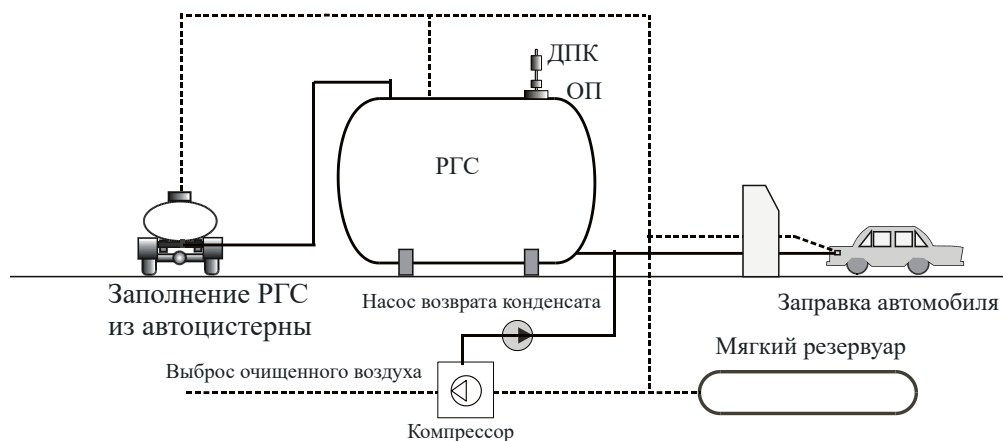 ДПК
ОП
РГС
Заполнение РГС
из автоцистерны
Насос возврата конденсата
Заправка автомобиля
Мягкий резервуар
Выброс очищенного воздуха
Компрессор